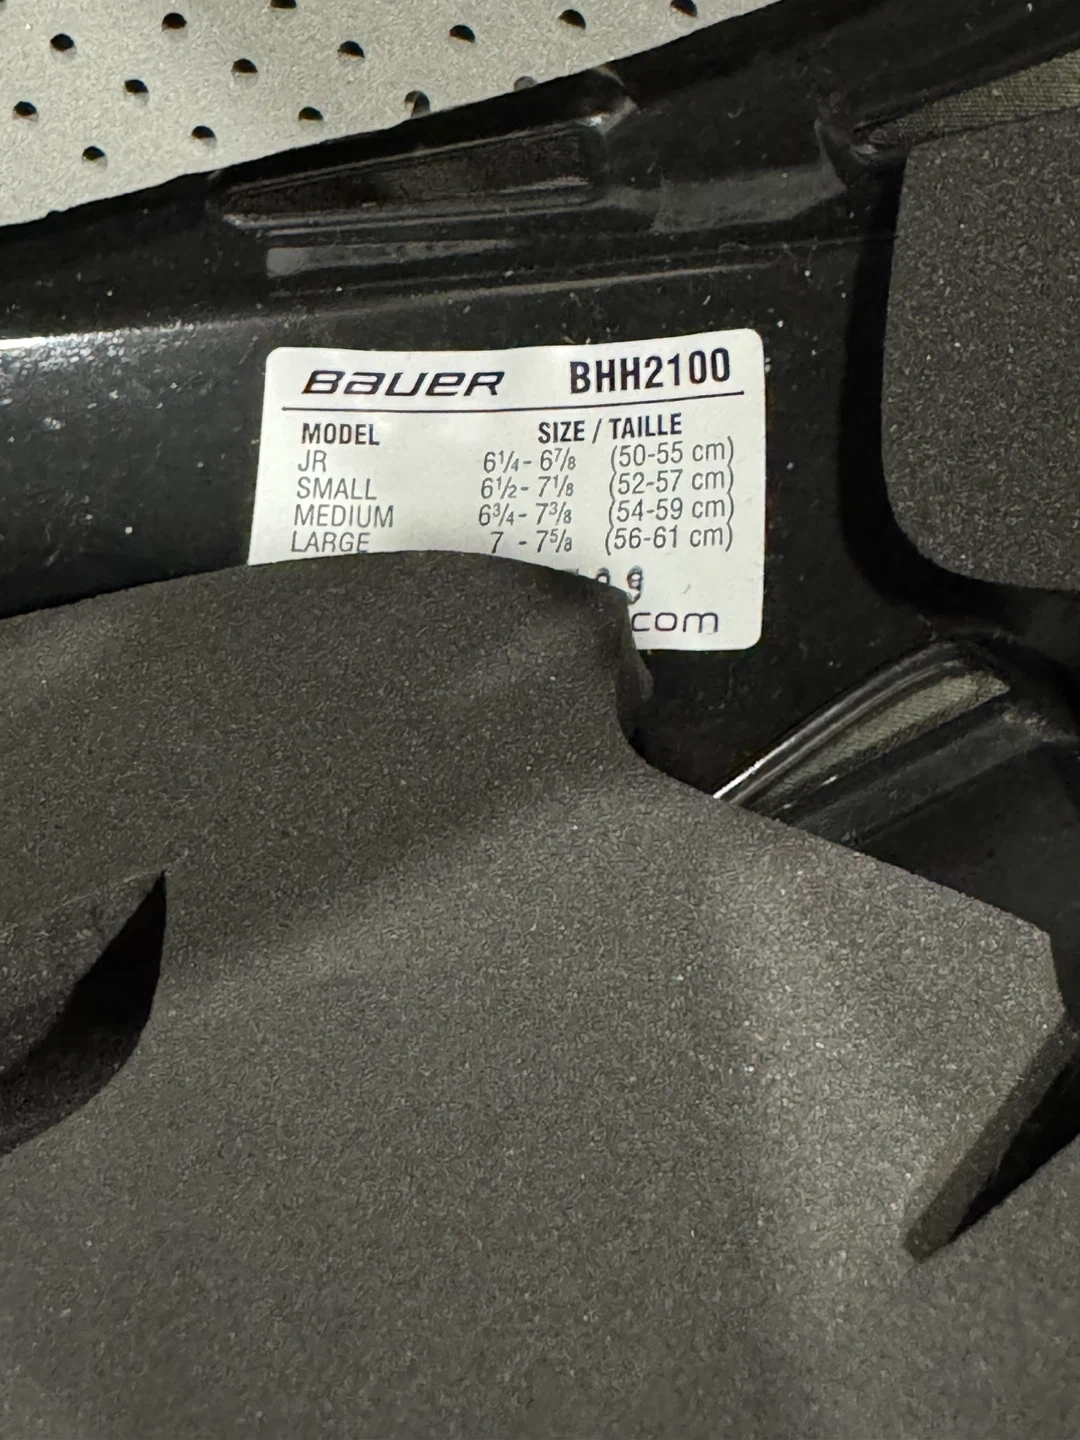 BAUER BHH2100
MODEL SIZE / TAILLE
JR 6¼- 6⅞ (50-55 cm)
SMALL 6½- 7⅛ (52-57 cm)
MEDIUM 6¾- 7⅜ (54-59 cm)
LARGE 7 - 7⅝ (56-61 cm)
.com